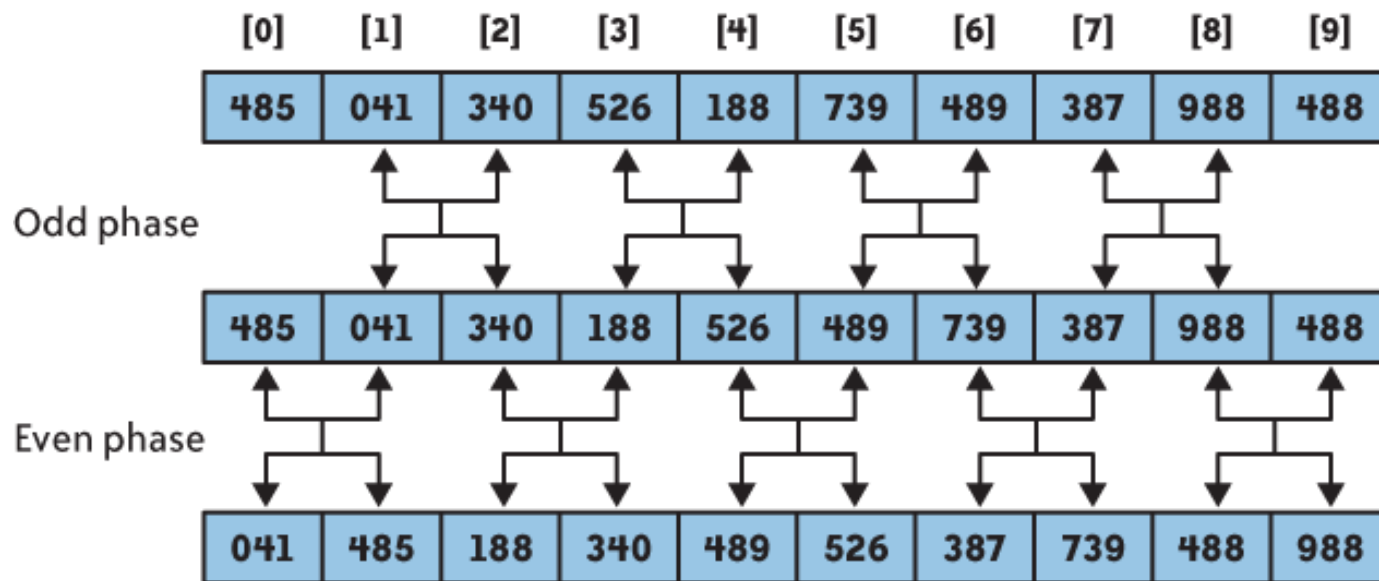 [0] [1] [2] [3] [4] [5] [6] [7] [8] [9]
485 041 340 526 188 739 489 387 988 488
Odd phase
485 041 340 188 526 489 739 387 988 488
Even phase
041 485 188 340 489 526 387 739 488 988